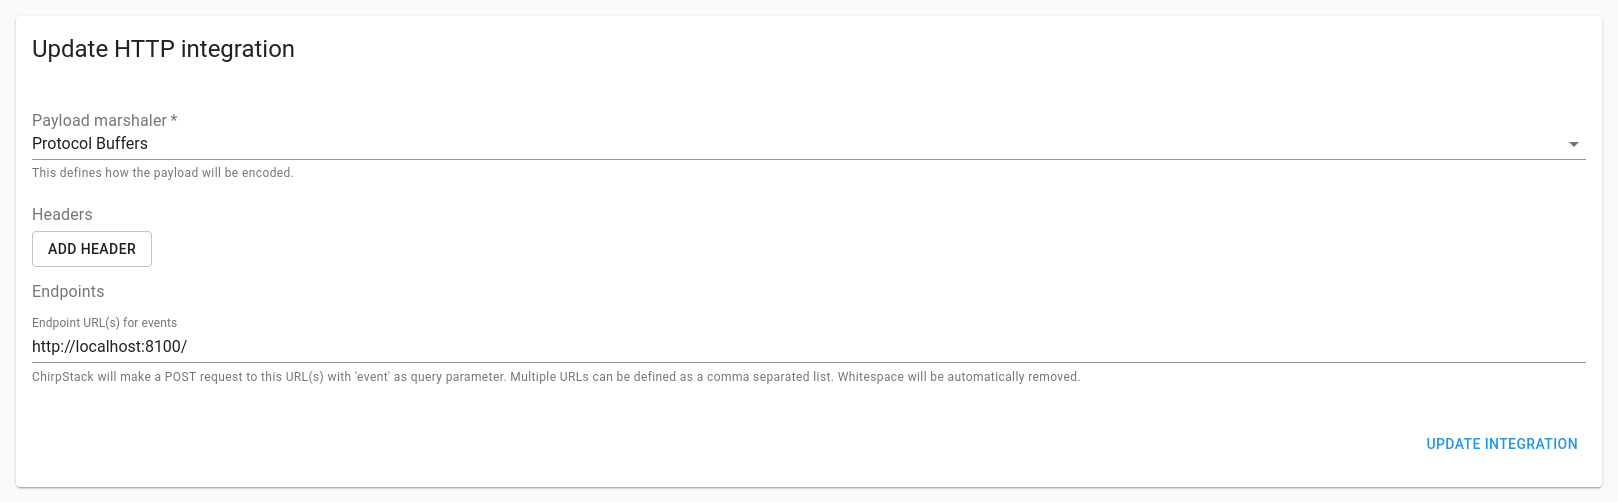 Update HTTP integration
Payload marshaler *
Protocol Buffers
This defines how the payload will be encoded.
Headers
ADD HEADER
Endpoints
Endpoint URL(s) for events
http://localhost:8100/
ChirpStack will make a POST request to this URL(s) with 'event' as query parameter. Multiple URLs can be defined as a comma separated list. Whitespace will be automatically removed.
UPDATE INTEGRATION